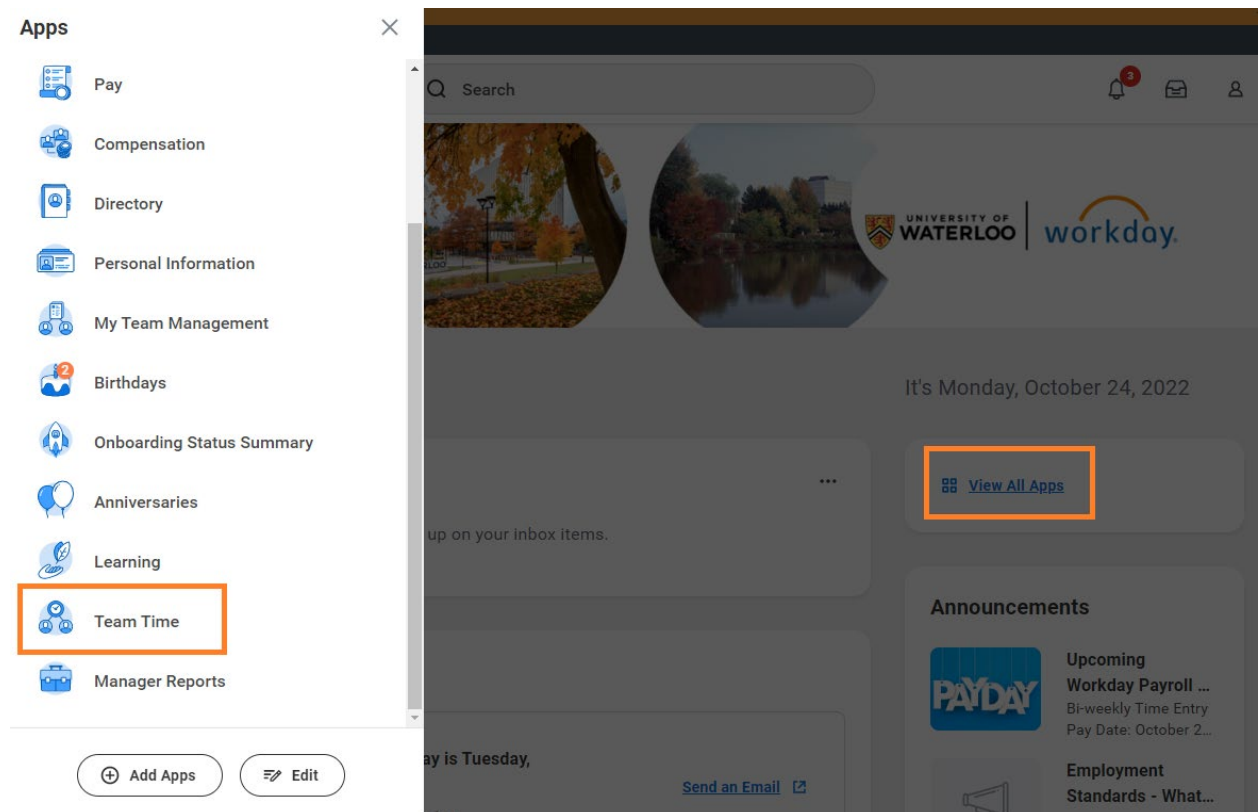 Apps
Pay
Compensation
Directory
Personal Information
My Team Management
2
Birthdays
Onboarding Status Summary
Anniversaries
Learning
Team Time
Manager Reports
Add Apps
Edit
Search
3
UNIVERSITY OF
WATERLOO
workday.
It's Monday, October 24, 2022
View All Apps
up on your inbox items.
Announcements
PAYDAY
Upcoming
Workday Payroll ...
Bi-weekly Time Entry
Pay Date: October 2...
Employment
Standards - What...
ay is Tuesday,
Send an Email